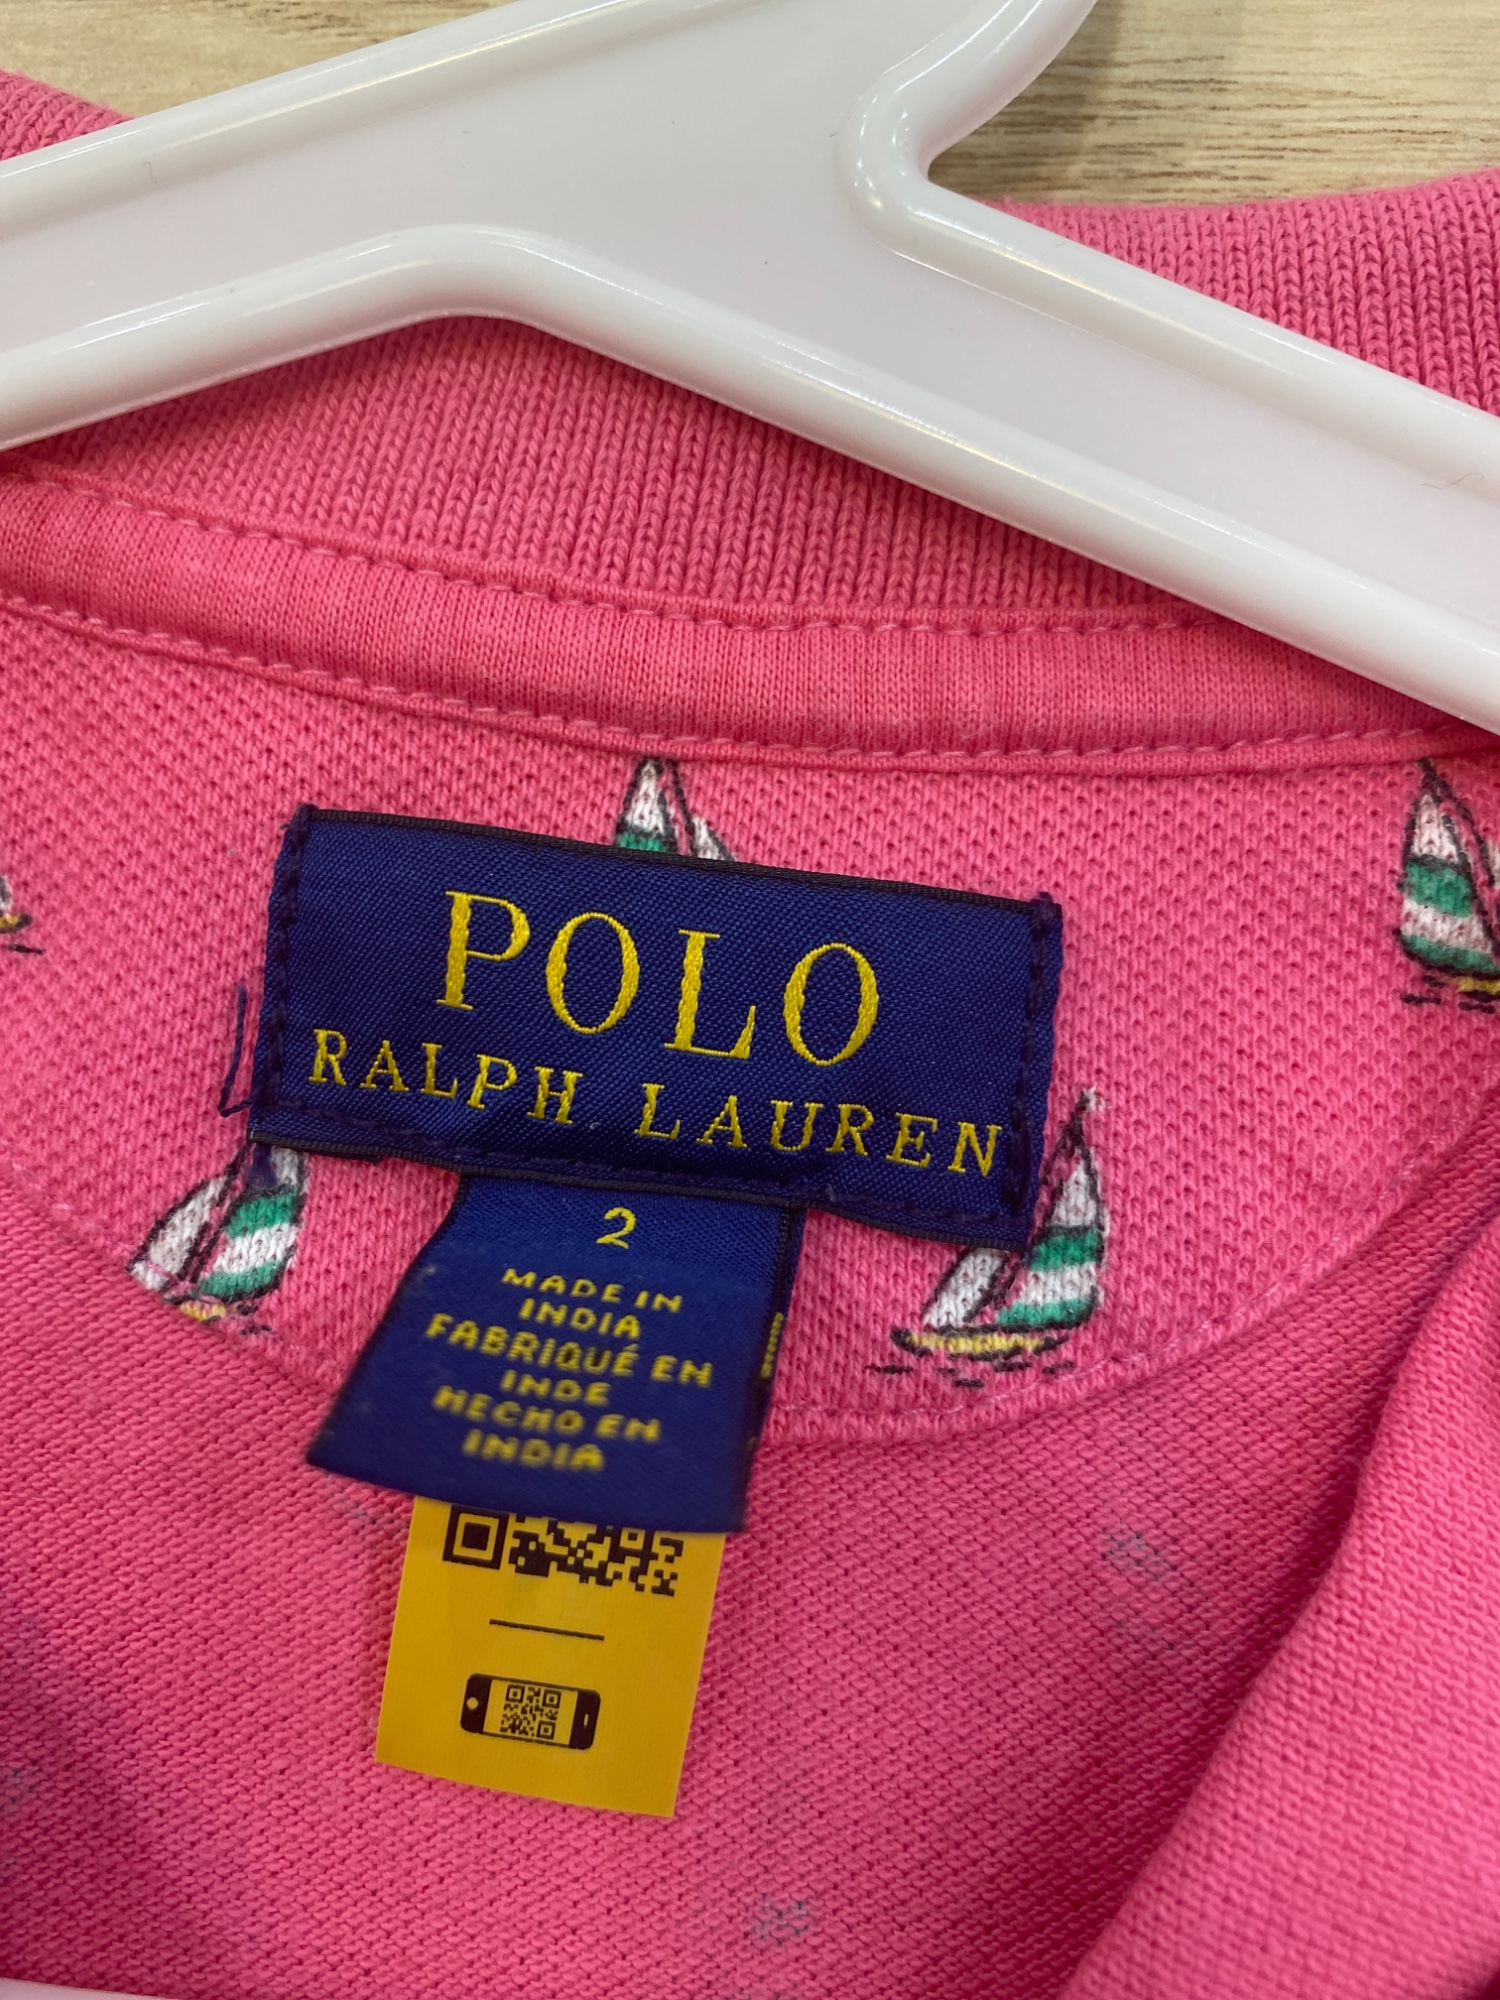 POLO
RALPH LAUREN
2
MADE IN
INDIA
FABRIQUÉ EN
INDE
HECHO EN
INDIA